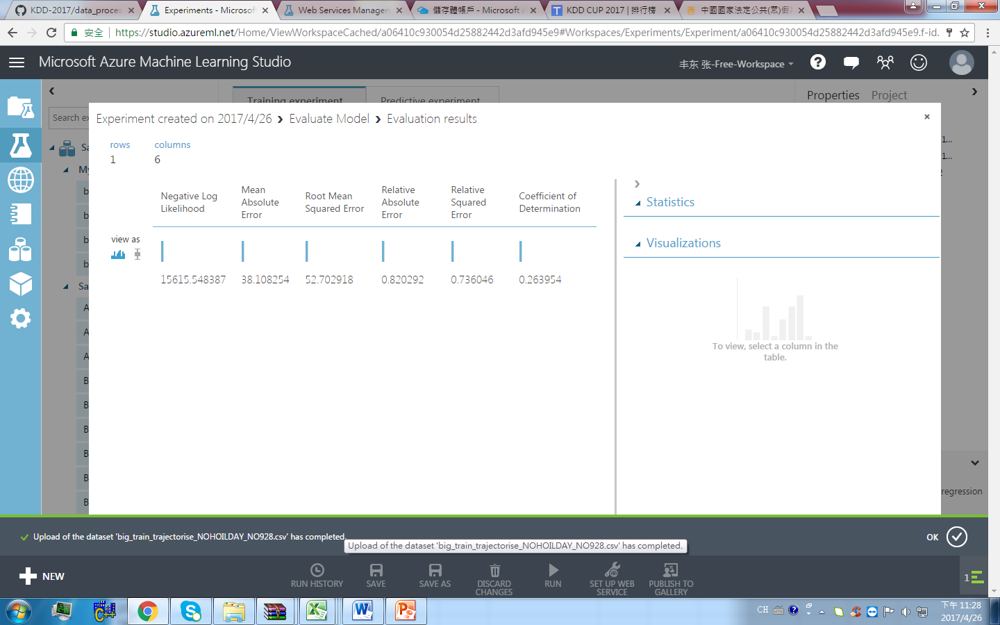 KDD-2017/data_proces
Experiments - Microsoft
Web Services Managem
儲存體帳戶 - Microsoft A
KDD CUP 2017 | 排行榜
中國國家法定公共(眾)假
安全
https://studio.azureml.net/Home/ViewWorkspaceCached/a06410c930054d25882442d3afd945e9#Workspaces/Experiments/Experiment/a06410c930054d25882442d3afd945e9.f-id.
Microsoft Azure Machine Learning Studio
丰东 张-Free-Workspace
Training experiment
Predictive experiment
Properties
Project
Search ex
Experiment created on 2017/4/26 > Evaluate Model > Evaluation results
rows
columns
1
6
Negative Log Likelihood
Mean Absolute Error
Root Mean Squared Error
Relative Absolute Error
Relative Squared Error
Coefficient of Determination
view as
15615.548387
38.108254
52.702918
0.820292
0.736046
0.263954
Statistics
Visualizations
To view, select a column in the
table.
Sa
My
b
b
b
b
Sa
A
A
A
B
B
B
B
B
B
1...
1...
regression
Upload of the dataset 'big_train_trajectorise_NOHOILDAY_NO928.csv' has completed.
Upload of the dataset 'big_train_trajectorise_NOHOILDAY_NO928.csv' has completed.
OK
NEW
RUN HISTORY
SAVE
SAVE AS
DISCARD CHANGES
RUN
SET UP WEB SERVICE
PUBLISH TO GALLERY
1
CH
下午 11:28
2017/4/26